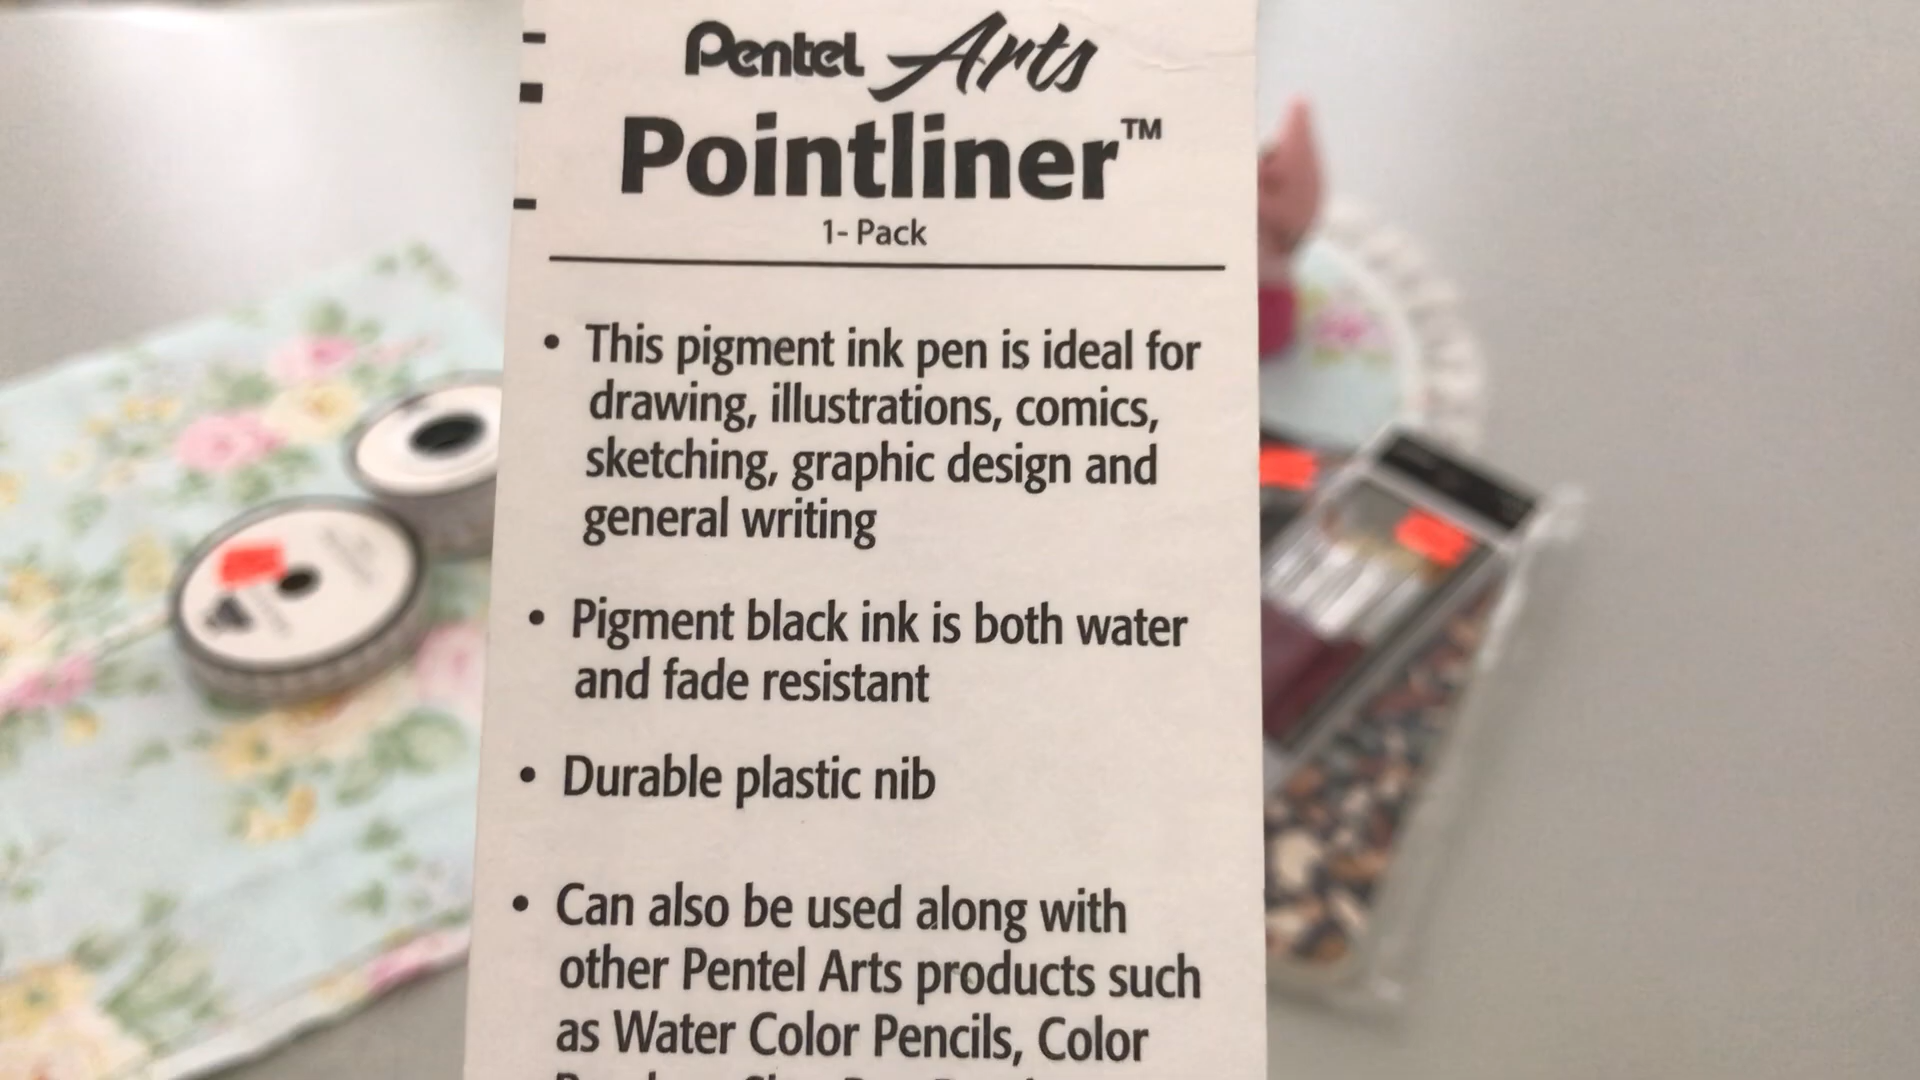 Pentel Arts
Pointliner™
1- Pack
• This pigment ink pen is ideal for
drawing, illustrations, comics,
sketching, graphic design and
general writing
• Pigment black ink is both water
and fade resistant
• Durable plastic nib
• Can also be used along with
other Pentel Arts products such
as Water Color Pencils, Color